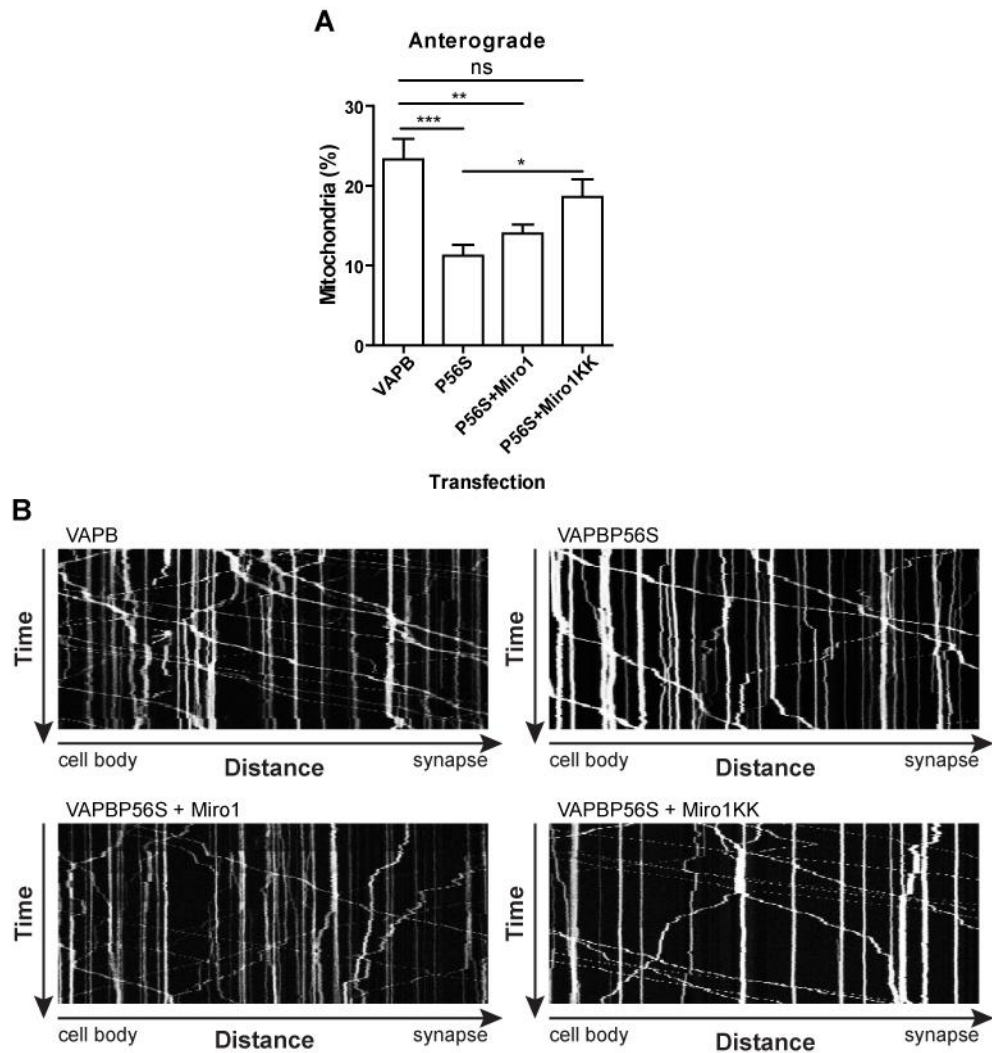 A
Anterograde
ns
**
***
*
30
20
10
0
Mitochondria (%)
VAPB
P56S
P56S+Miro1
P56S+Miro1KK
Transfection
B
VAPB
Time
cell body Distance synapse
VAPBP56S
Time
cell body Distance synapse
VAPBP56S + Miro1
Time
cell body Distance synapse
VAPBP56S + Miro1KK
Time
cell body Distance synapse